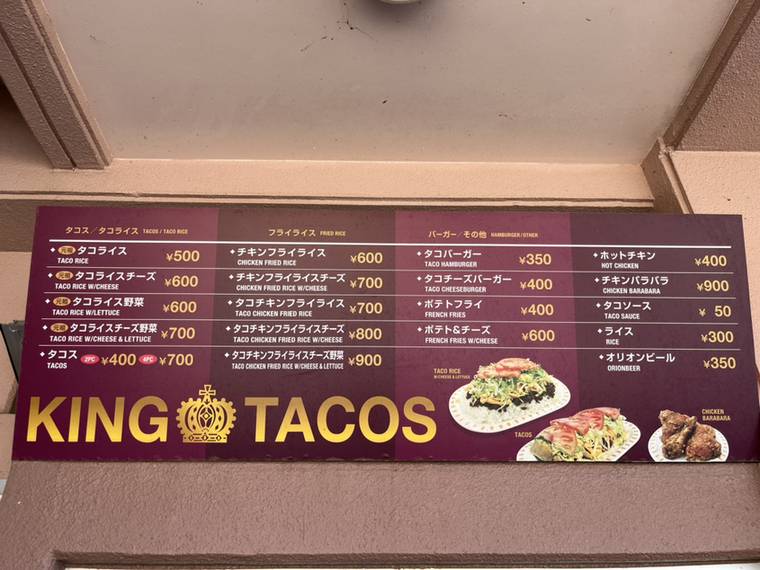 タコス／タコライス TACOS / TACO RICE
元祖 タコライス ¥500
TACO RICE
元祖 タコライスチーズ ¥600
TACO RICE W/CHEESE
元祖 タコライス野菜 ¥600
TACO RICE W/LETTUCE
元祖 タコライスチーズ野菜 ¥700
TACO RICE W/CHEESE & LETTUCE
タコス 2PC ¥400 4PC ¥700
TACOS
フライライス FRIED RICE
チキンフライライス ¥600
CHICKEN FRIED RICE
チキンフライライスチーズ ¥700
CHICKEN FRIED RICE W/CHEESE
タコチキンフライライス ¥700
TACO CHICKEN FRIED RICE
タコチキンフライライスチーズ ¥800
TACO CHICKEN FRIED RICE W/CHEESE
タコチキンフライライスチーズ野菜 ¥900
TACO CHICKEN FRIED RICE W/CHEESE & LETTUCE
バーガー／その他 HAMBURGER/OTHER
タコバーガー ¥350
TACO HAMBURGER
タコチーズバーガー ¥400
TACO CHEESEBURGER
ポテトフライ ¥400
FRENCH FRIES
ポテト&チーズ ¥600
FRENCH FRIES W/CHEESE
ホットチキン ¥400
HOT CHICKEN
チキンバラバラ ¥900
CHICKEN BARABARA
タコソース ¥ 50
TACO SAUCE
ライス ¥300
RICE
オリオンビール ¥350
ORIONBEER
KING TACOS
TACO RICE
W/CHEESE & LETTUCE
TACOS
CHICKEN
BARABARA